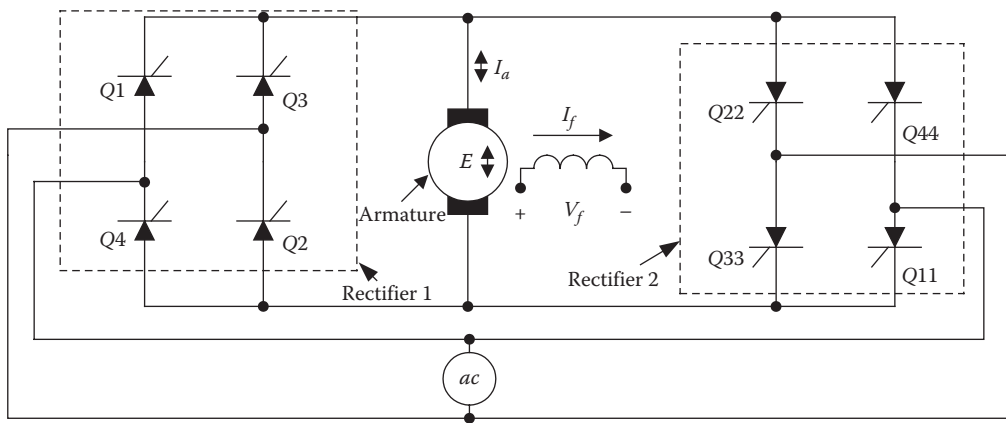 Q1
Q3
Q4
Q2
Rectifier 1
I_a
E
Armature
I_f
+
V_f
−
Q22
Q44
Q33
Q11
Rectifier 2
ac